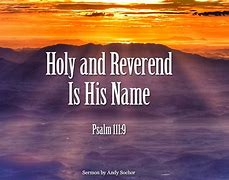 Holy and Reverend
Is His Name
Psalm 111:9
Sermon by Andy Sochor